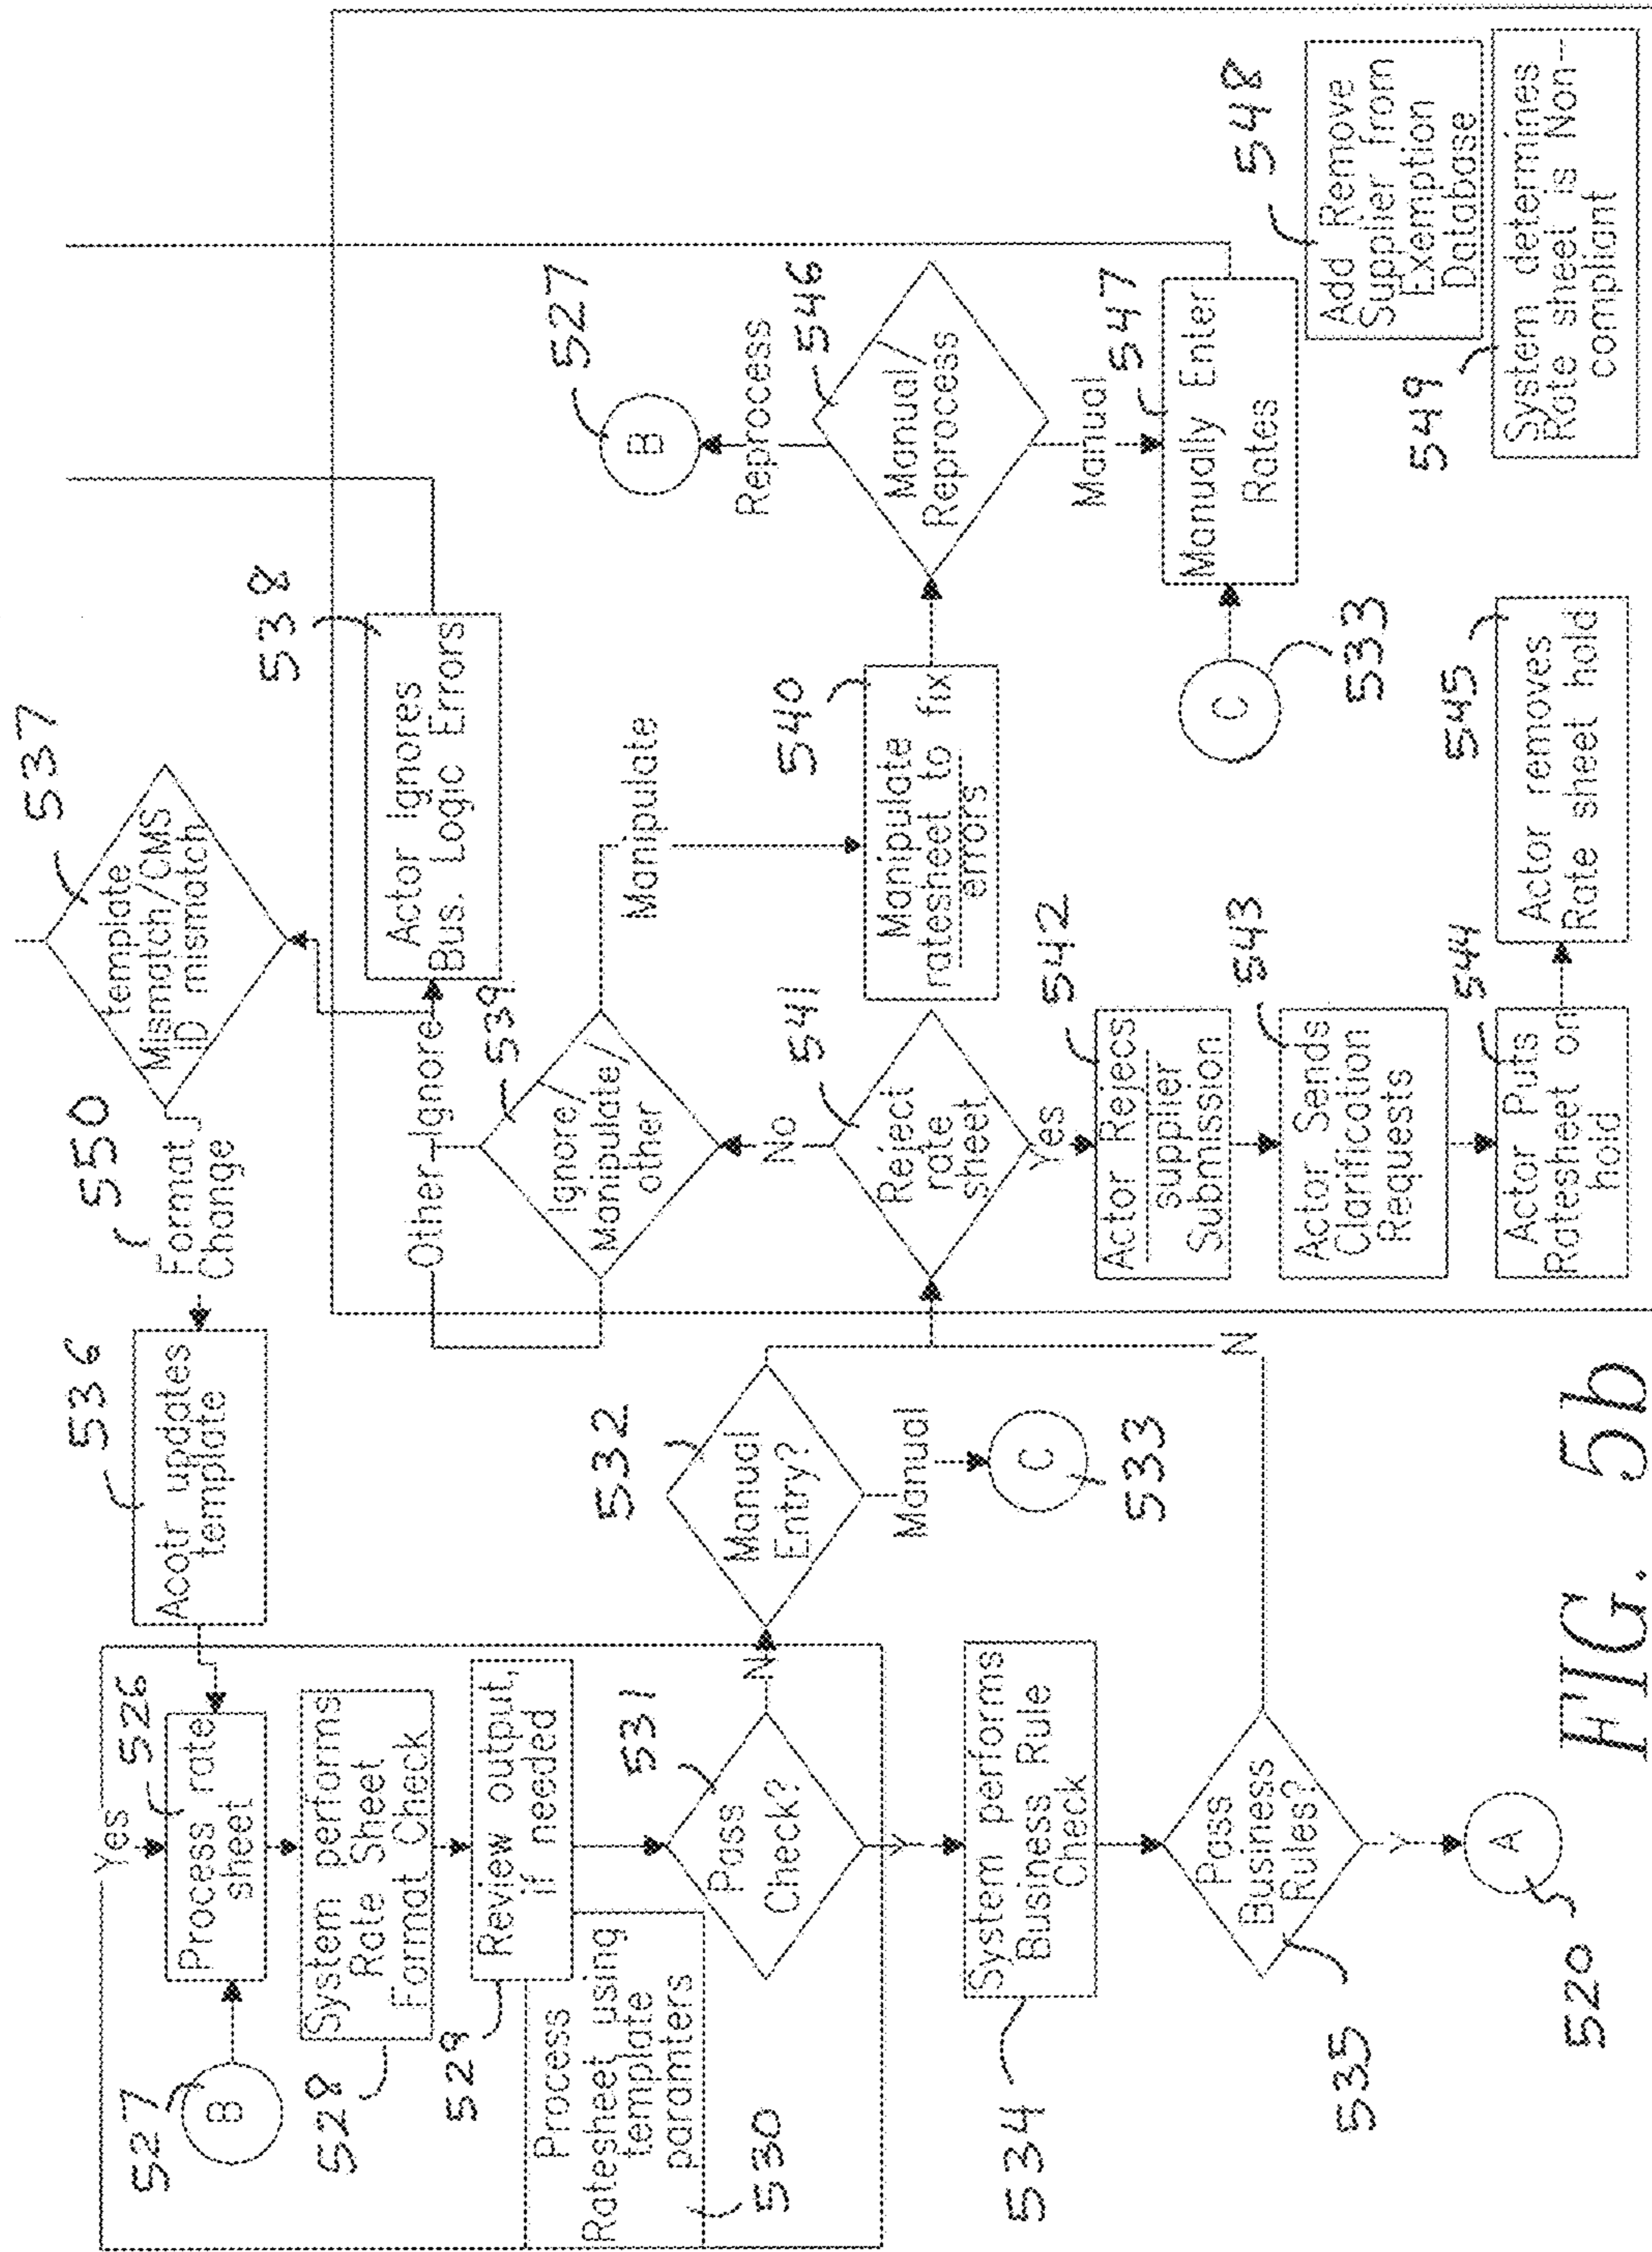 Yes
526
Process rate
sheet
527
B
System performs
Rate Sheet
Format Check
528
Review output,
if needed
529
Process
Ratesheet using
template
paramters
530
Pass
Check?
531
N
Y
System performs
Business Rule
Check
534
Pass
Business
Rules?
535
Y
A
520
N
Manual
Entry?
532
Manual
C
533
Acotr updates
template
536
Format
Change
550
template
Mismatch/CMS
ID mismatch
537
Actor Ignores
Bus. Logic Errors
538
Other
Ignore
Ignore/
Manipulate/
other
539
Manipulate
No
Reject
rate
sheet
541
Yes
Actor Rejecs
supplier
Submission
542
Actor Sends
Clarification
Requests
543
Actor Puts
Ratesheet on
hold
544
Actor removes
Rate sheet hold
545
Manipulate
ratesheet to fix
errors
540
B
527
Reprocess
Manual/
Reprocess
546
Manual
Manually Enter
Rates
547
C
533
Add Remove
Supplier from
Exemption
Database
548
System determines
Rate sheet is Non-
compliant
549
FIG. 5b